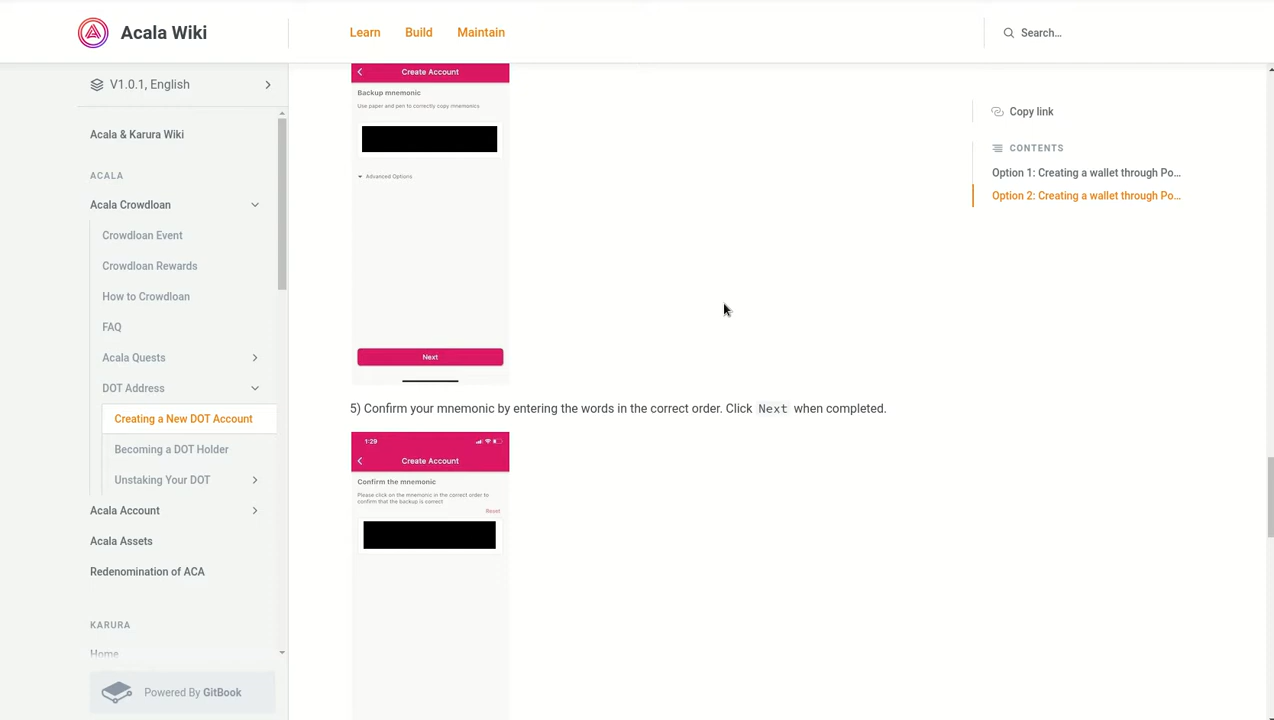 Acala Wiki
Learn
Build
Maintain
Search...
V1.0.1, English
Acala & Karura Wiki
ACALA
Acala Crowdloan
Crowdloan Event
Crowdloan Rewards
How to Crowdloan
FAQ
Acala Quests
DOT Address
Creating a New DOT Account
Becoming a DOT Holder
Unstaking Your DOT
Acala Account
Acala Assets
Redenomination of ACA
KARURA
Home
Powered By GitBook
Create Account
Backup mnemonic
Use paper and pen to correctly copy mnemonics
Advanced Options
Next
5) Confirm your mnemonic by entering the words in the correct order. Click Next when completed.
1:29
Create Account
Confirm the mnemonic
Please click on the mnemonic in the correct order to
confirm that the backup is correct
Reset
Copy link
CONTENTS
Option 1: Creating a wallet through Po...
Option 2: Creating a wallet through Po...